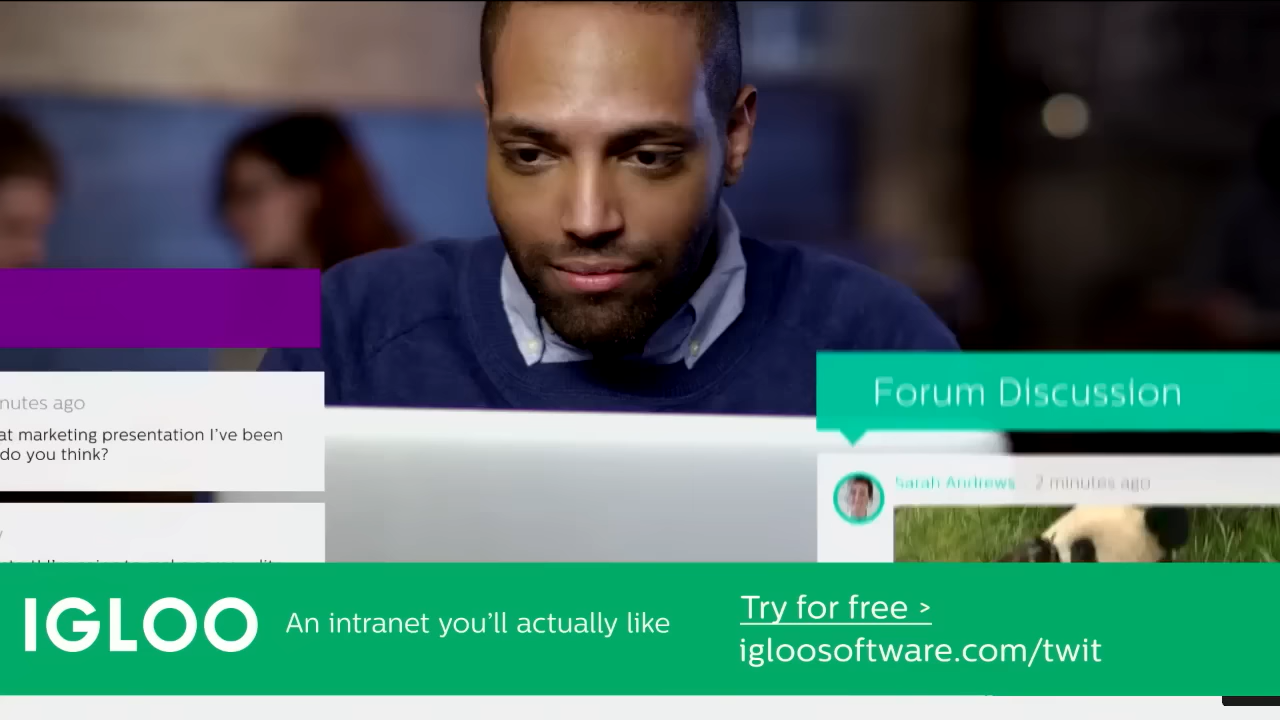 nutes ago
at marketing presentation I've been
do you think?
Forum Discussion
Sarah Andrews 2 minutes ago
IGLOO
An intranet you'll actually like
Try for free >
igloosoftware.com/twit